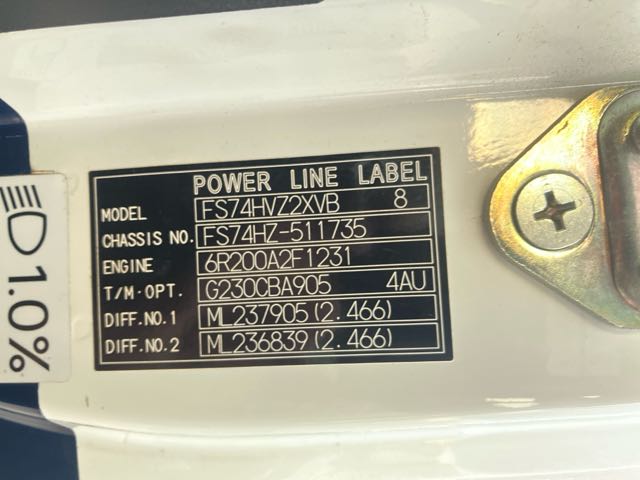 POWER LINE LABEL
MODEL FS74HVZ2XVB 8
CHASSIS NO. FS74HZ-511735
ENGINE 6R200A2F1231
T/M·OPT. G230CBA905 4AU
DIFF.NO.1 ML237905(2.466)
DIFF.NO.2 ML236839(2.466)
1.0%